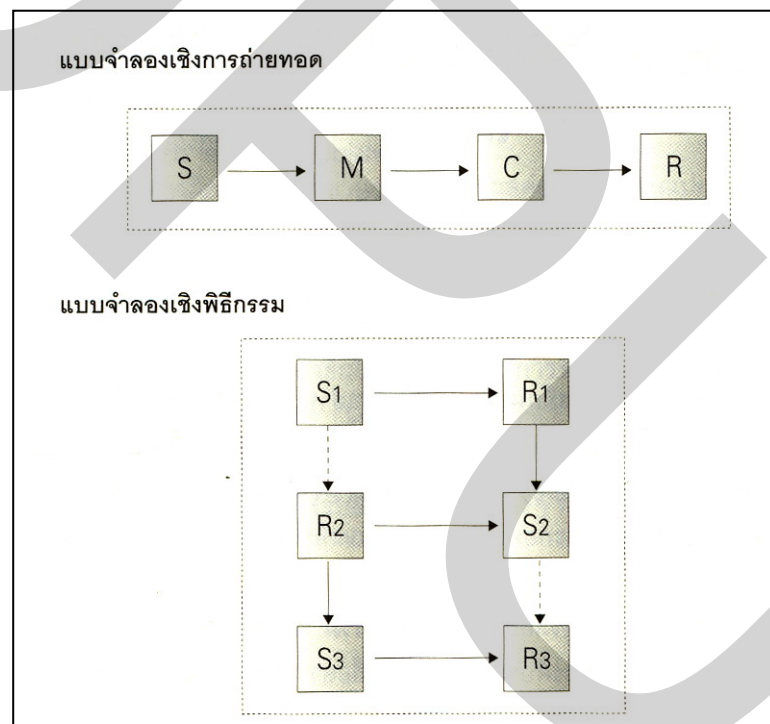 แบบจำลองเชิงการถ่ายทอด
S M C R
แบบจำลองเชิงพิธีกรรม
S1 R1
R2 S2
S3 R3